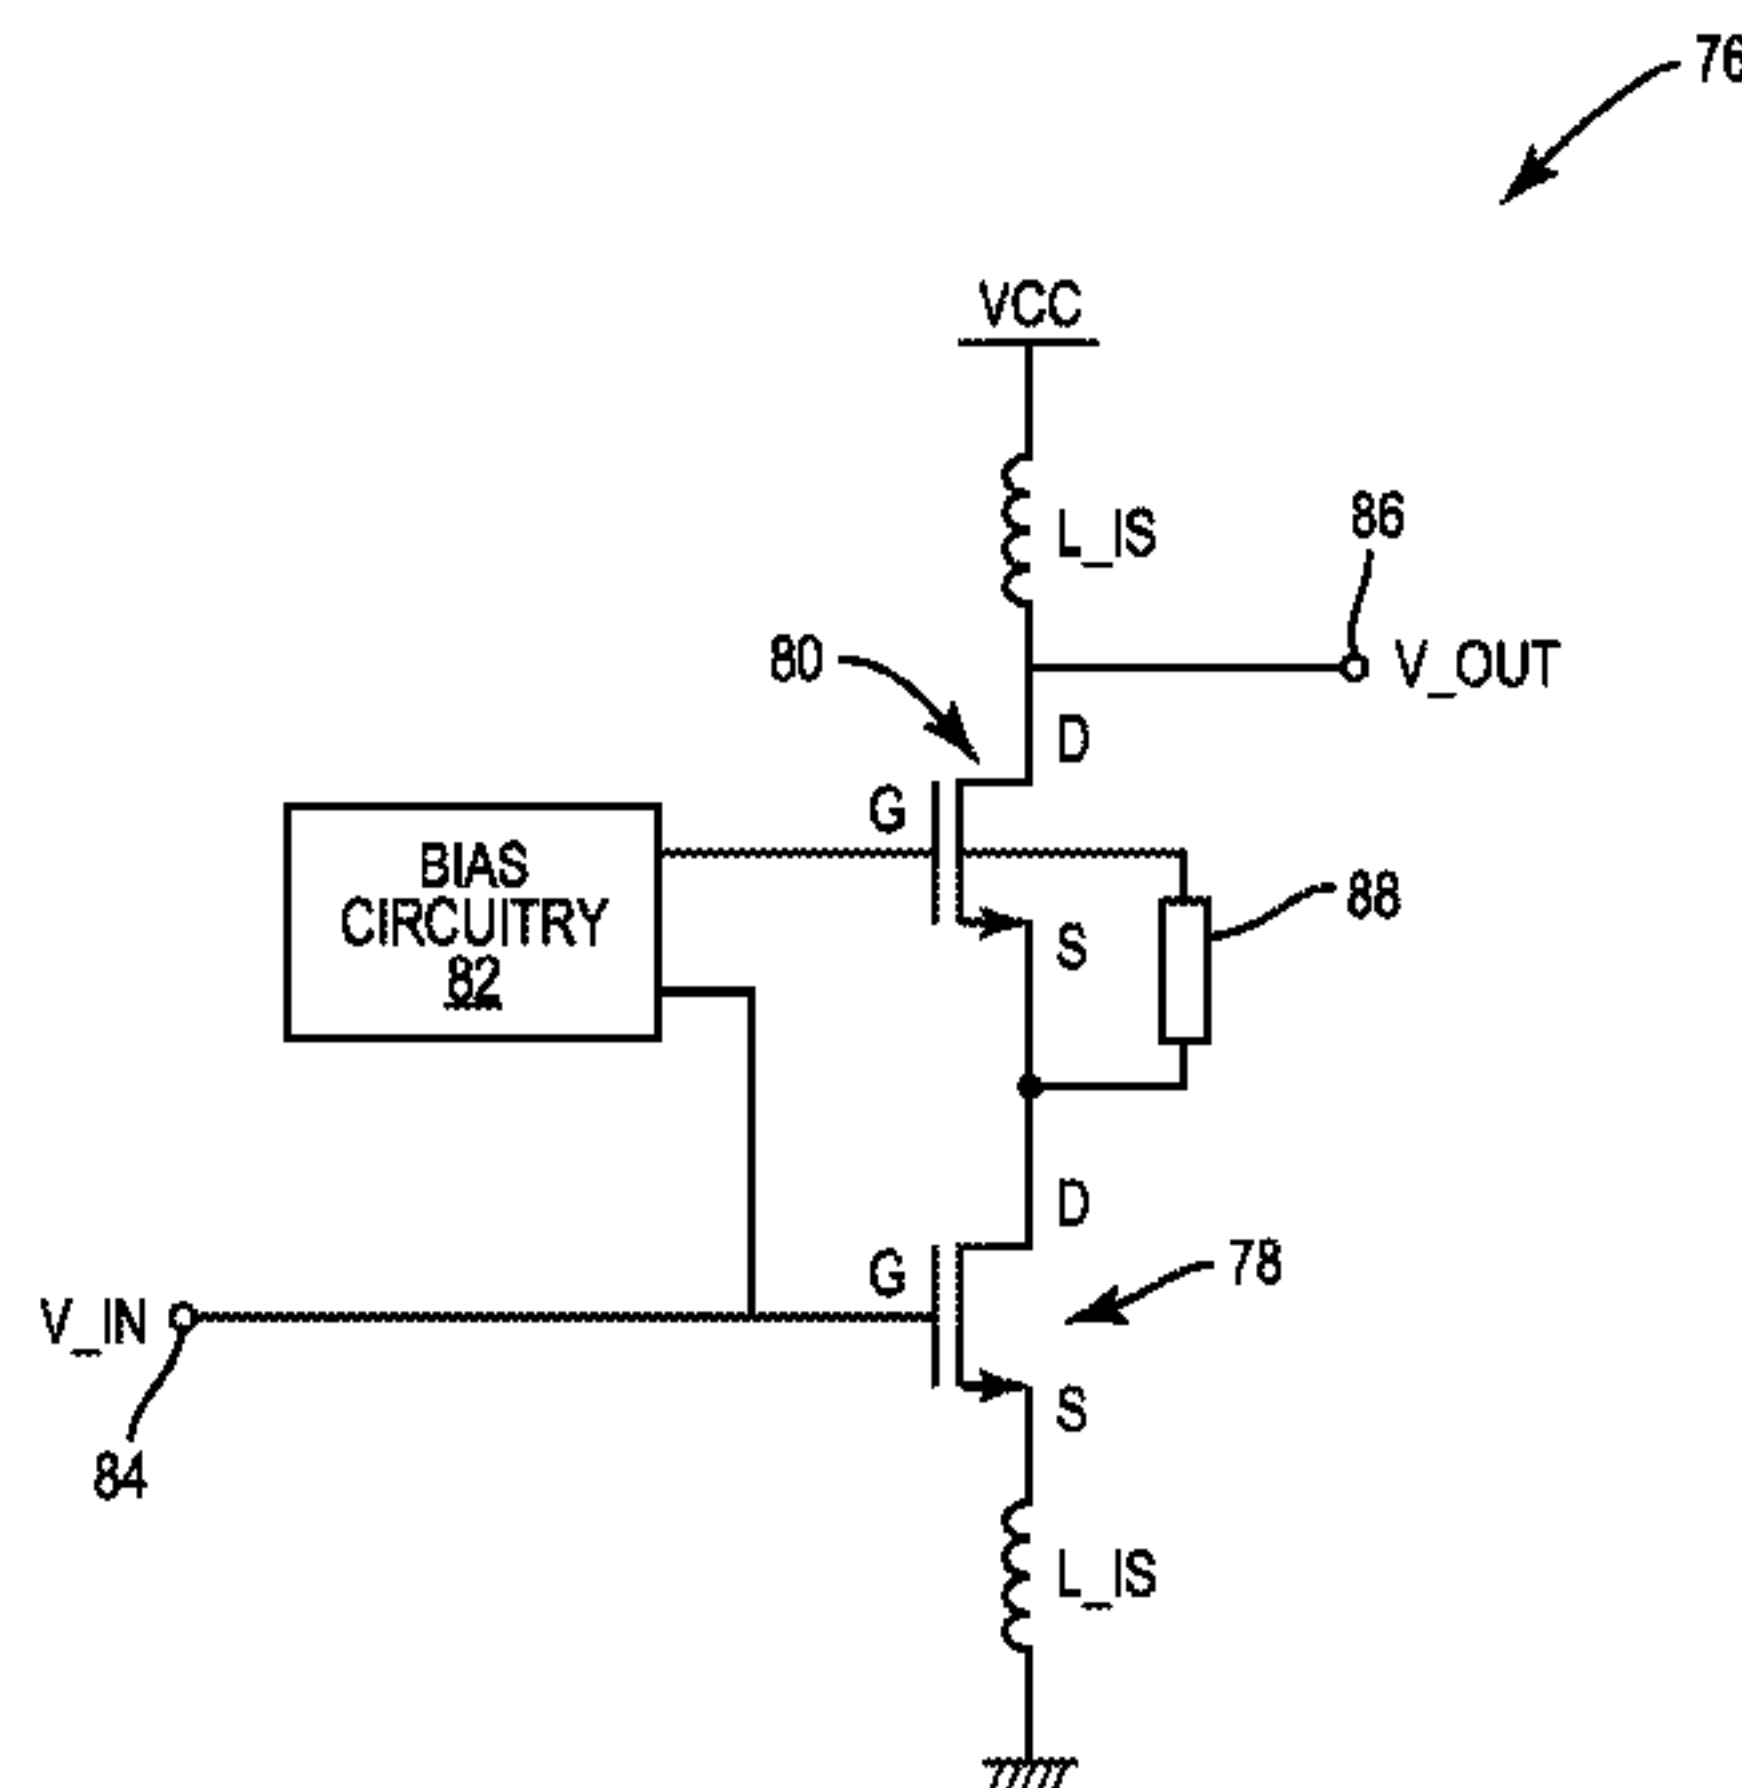 76
VCC
L_IS
86
80
V_OUT
D
G
BIAS
CIRCUITRY
82
88
S
D
G
78
V_IN
S
84
L_IS